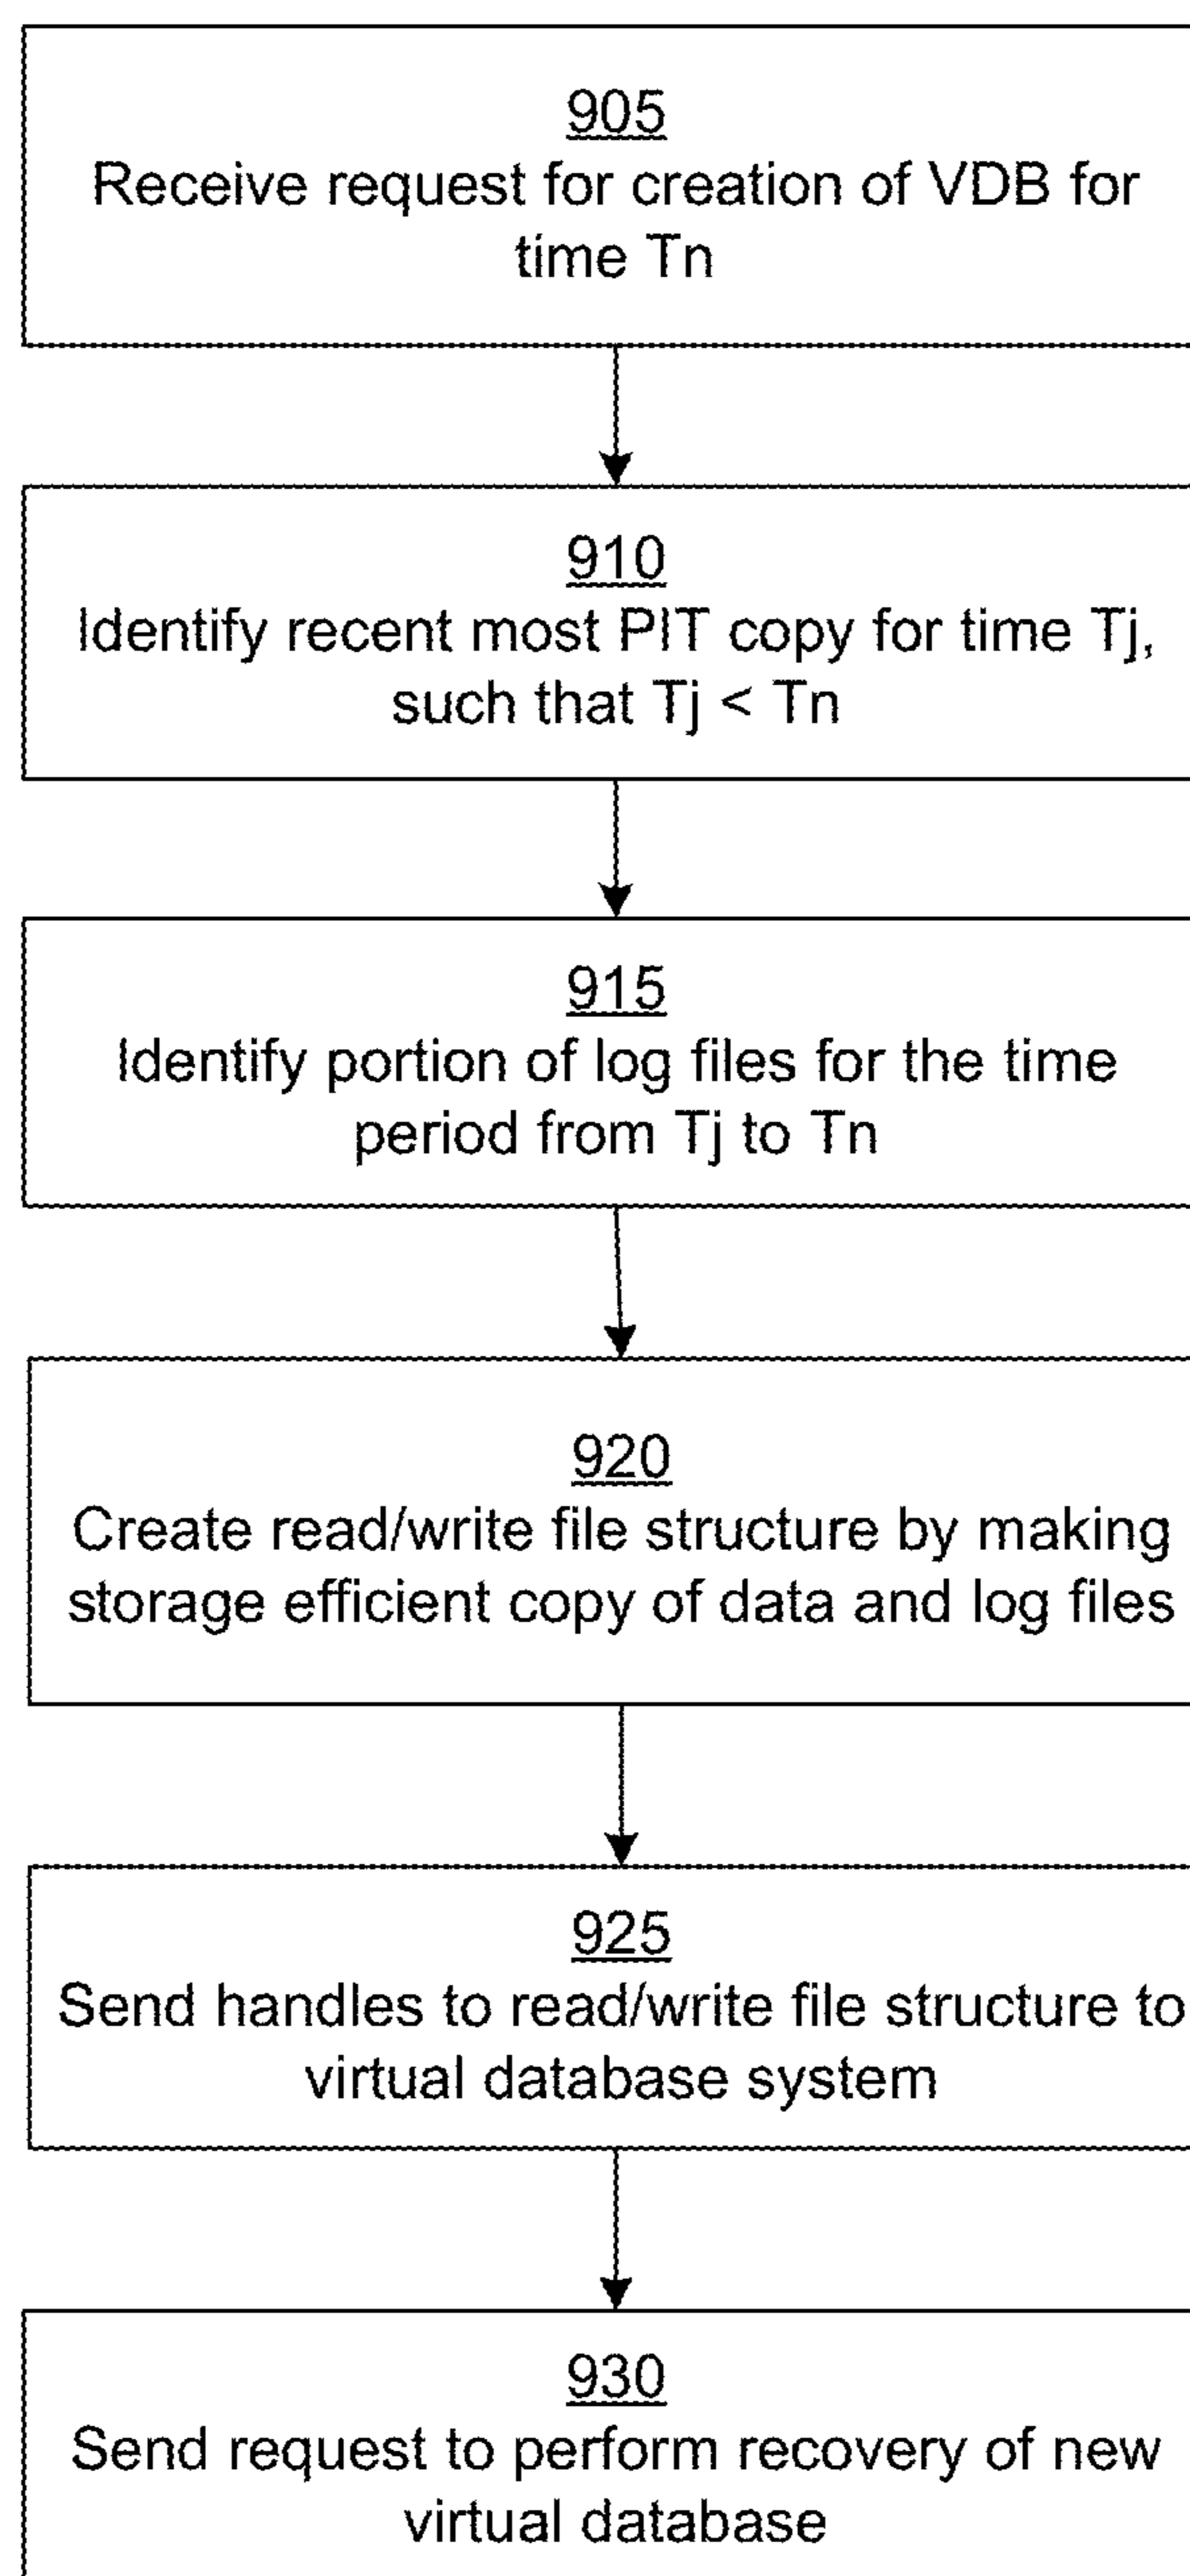 905
Receive request for creation of VDB for
time Tn
910
Identify recent most PIT copy for time Tj,
such that Tj < Tn
915
Identify portion of log files for the time
period from Tj to Tn
920
Create read/write file structure by making
storage efficient copy of data and log files
925
Send handles to read/write file structure to
virtual database system
930
Send request to perform recovery of new
virtual database